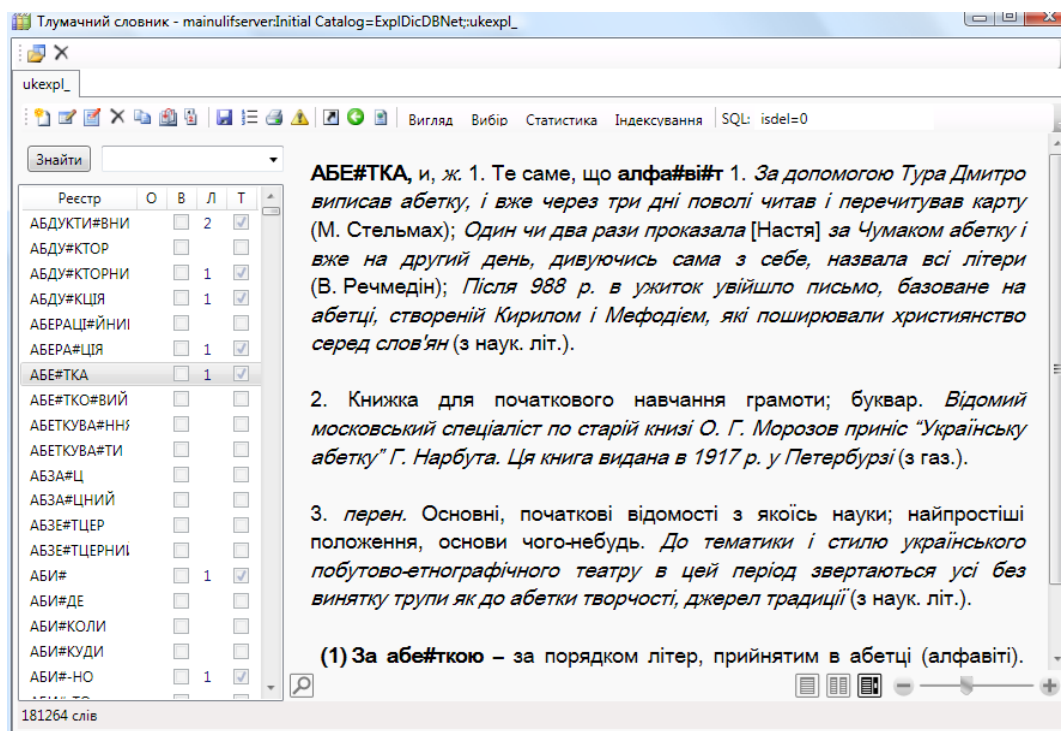 Тлумачний словник - mainulifserver:Initial Catalog=ExplDicDBNet;:ukexpl_
ukexpl_
Вигляд Вибір Статистика Індексування SQL: isdel=0
Знайти
Реєстр О В Л Т
АБДУКТИ#ВНИ 2
АБДУ#КТОР
АБДУ#КТОРНИ 1
АБДУ#КЦІЯ 1
АБЕРАЦІ#ЙНИ
АБЕРА#ЦІЯ 1
АБЕ#ТКА 1
АБЕ#ТКО#ВИЙ
АБЕТКУВА#ННЯ
АБЕТКУВА#ТИ
АБЗА#Ц
АБЗА#ЦНИЙ
АБЗЕ#ТЦЕР
АБЗЕ#ТЦЕРНИ
АБИ# 1
АБИ#ДЕ
АБИ#КОЛИ
АБИ#КУДИ
АБИ#-НО 1
АБЕ#ТКА, и, ж. 1. Те саме, що алфа#ві#т 1. За допомогою Тура Дмитро
виписав абетку, і вже через три дні поволі читав і перечитував карту
(М. Стельмах); Один чи два рази проказала [Настя] за Чумаком абетку і
вже на другий день, дивуючись сама з себе, назвала всі літери
(В. Речмедін); Після 988 р. в ужиток увійшло письмо, базоване на
абетці, створеній Кирилом і Мефодієм, які поширювали християнство
серед слов'ян (з наук. літ.).
2. Книжка для початкового навчання грамоти; буквар. Відомий
московський спеціаліст по старій книзі О. Г. Морозов приніс “Українську
абетку” Г. Нарбута. Ця книга видана в 1917 р. у Петербурзі (з газ.).
3. перен. Основні, початкові відомості з якоїсь науки; найпростіші
положення, основи чого-небудь. До тематики і стилю українського
побутово-етнографічного театру в цей період звертаються усі без
винятку трупи як до абетки творчості, джерел традиції (з наук. літ.).
(1) За абе#ткою – за порядком літер, прийнятим в абетці (алфавіті).
181264 слів